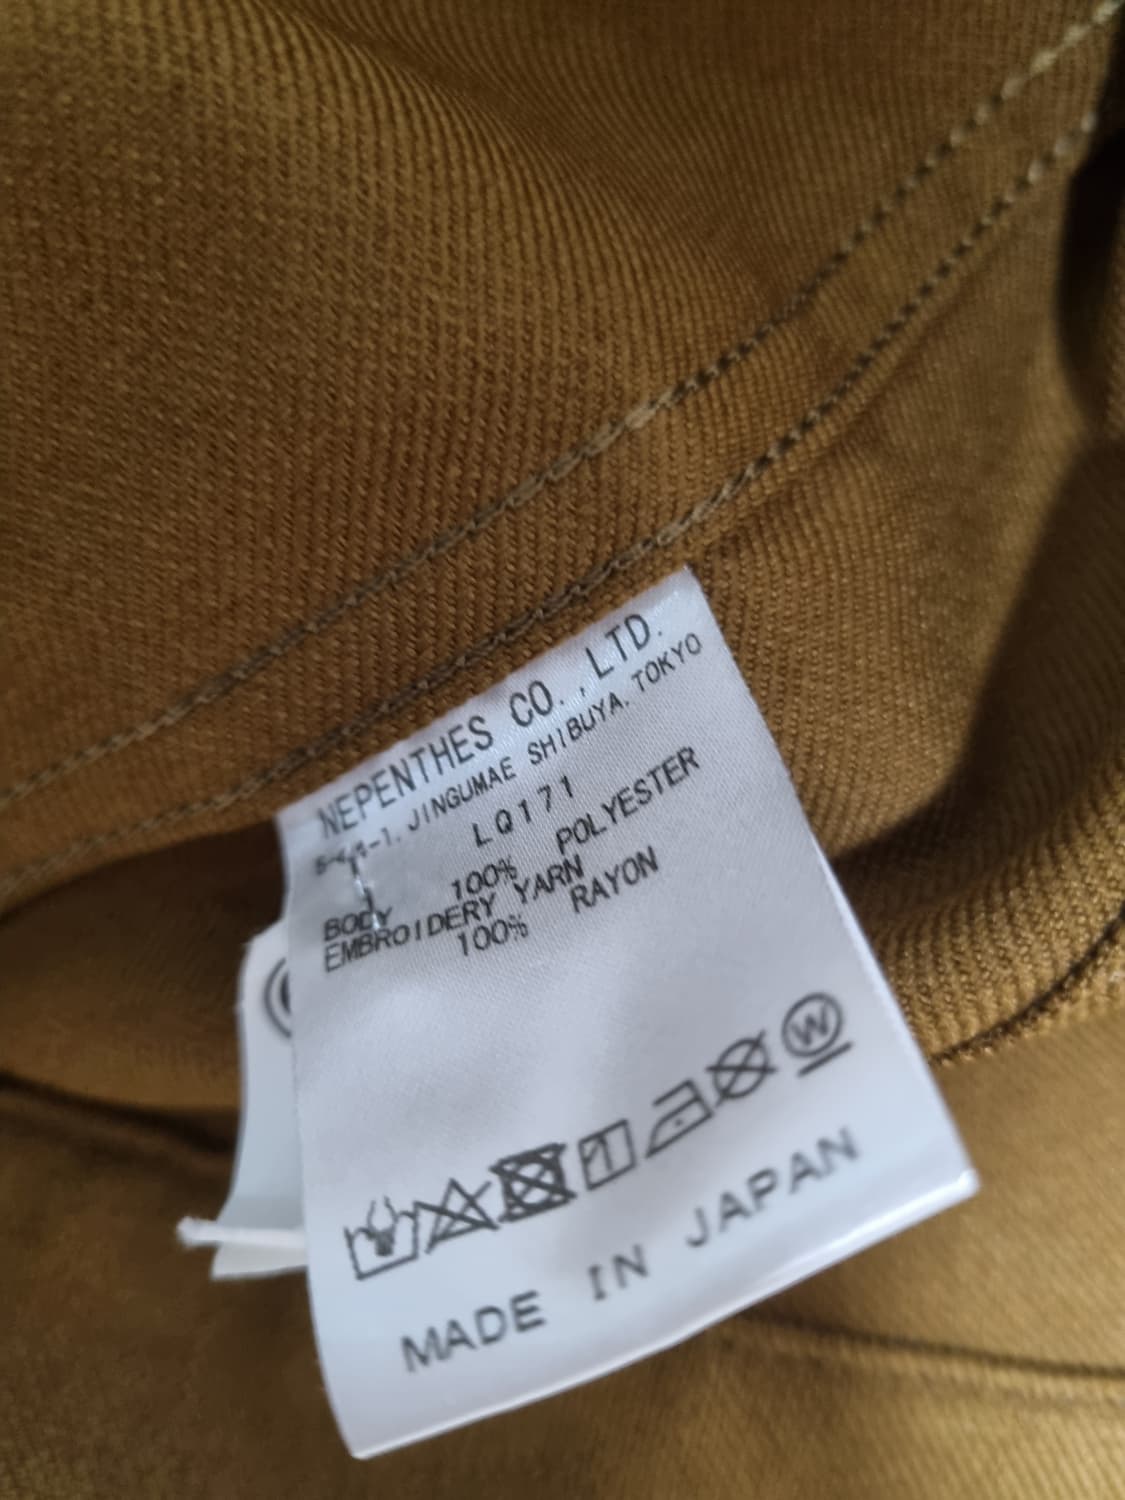 NEPENTHES CO.,LTD.
JINGUMAE SHIBUYA. TOKYO
LQ171
BODY 100% POLYESTER
EMBROIDERY YARN
100% RAYON
W
MADE IN JAPAN